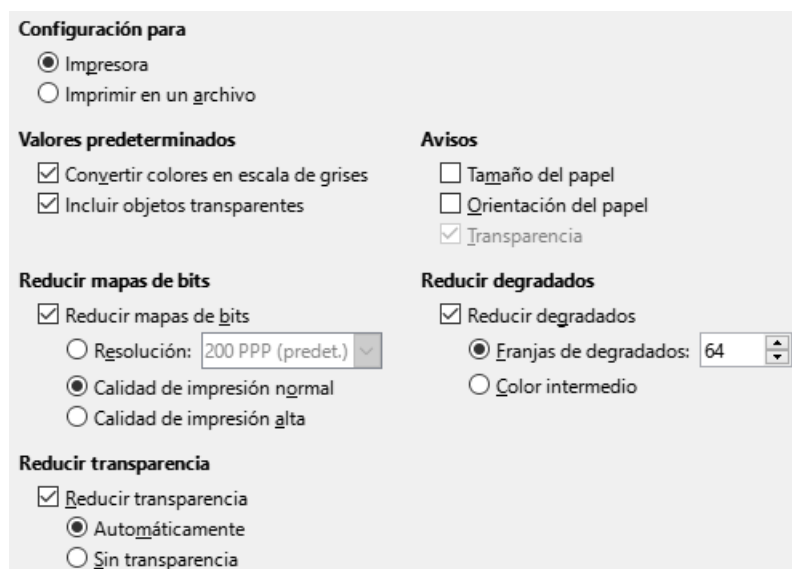 Configuración para
Impresora
Imprimir en un archivo
Valores predeterminados
Convertir colores en escala de grises
Incluir objetos transparentes
Avisos
Tamaño del papel
Orientación del papel
Transparencia
Reducir mapas de bits
Reducir mapas de bits
Resolución: 200 PPP (predet.)
Calidad de impresión normal
Calidad de impresión alta
Reducir degradados
Reducir degradados
Franjas de degradados: 64
Color intermedio
Reducir transparencia
Reducir transparencia
Automáticamente
Sin transparencia